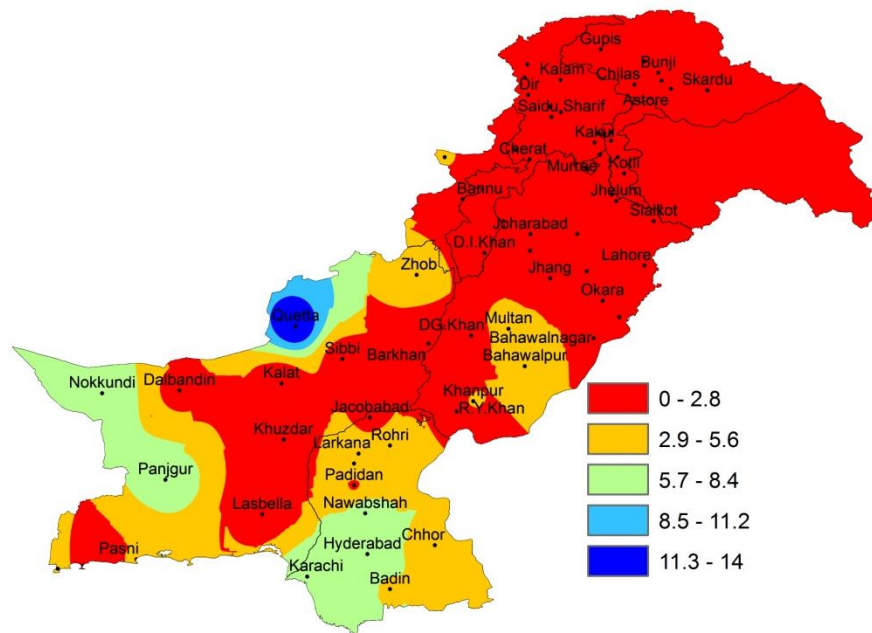 Gupis
Kalam
Chilas
Bunji
Skardu
Dir
Astore
Saidu Sharif
Kakul
Cherat
Murree
Kotli
Bannu
Jhelum
Sialkot
Joharabad
D.I.Khan
Lahore
Zhob
Jhang
Okara
Quetta
DG.Khan
Multan
Bahawalnagar
Sibbi
Barkhan
Bahawalpur
Nokkundi
Dalbandin
Kalat
Khanpur
R.Y.Khan
Jacobabad
Khuzdar
Larkana
Rohri
Panjgur
Padidan
Lasbella
Nawabshah
Pasni
Hyderabad
Chhor
Karachi
Badin
0 - 2.8
2.9 - 5.6
5.7 - 8.4
8.5 - 11.2
11.3 - 14